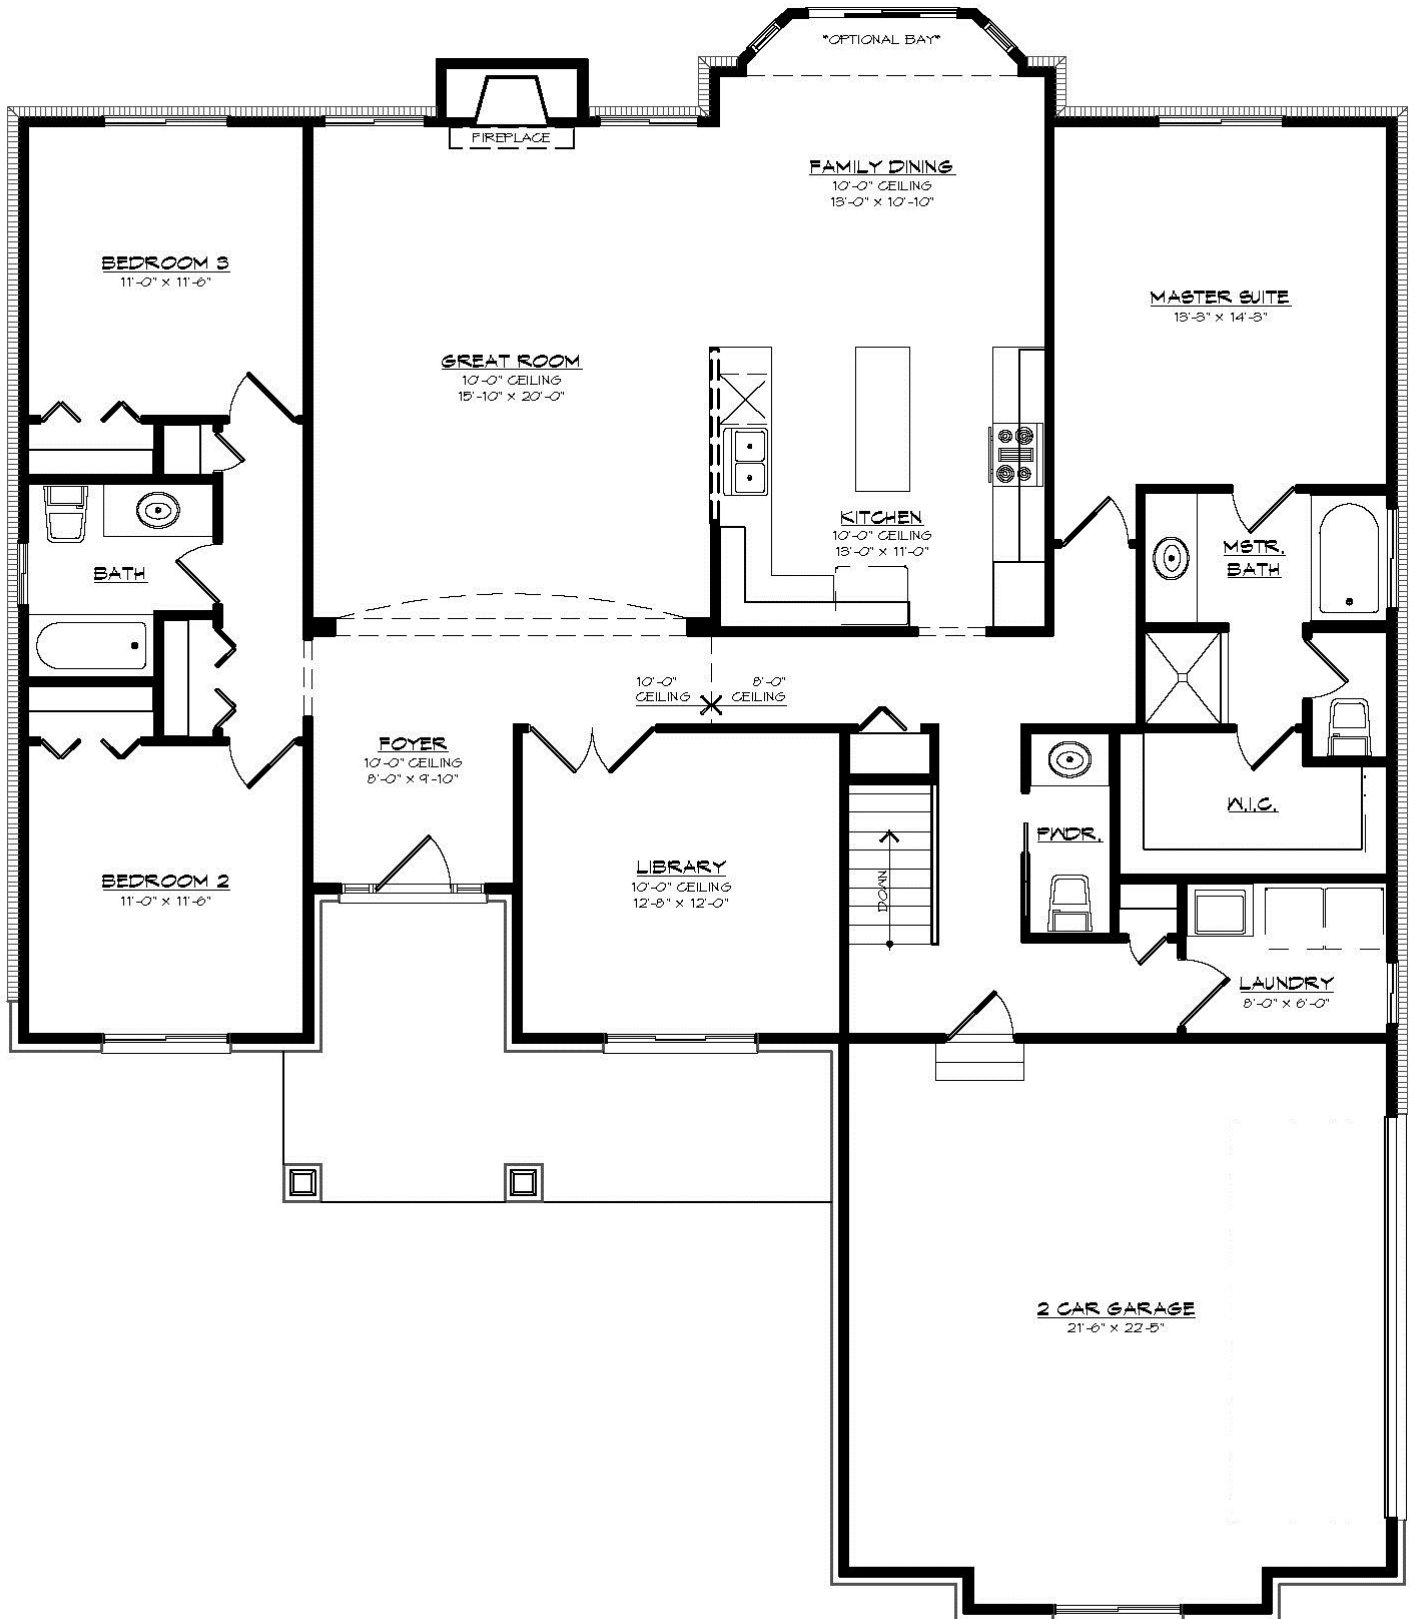 "OPTIONAL BAY"
FIREPLACE
FAMILY DINING
10'-0" CEILING
13'-0" x 10'-10"
BEDROOM 3
11'-0" x 11'-6"
MASTER SUITE
13'-3" x 14'-3"
GREAT ROOM
10'-0" CEILING
15'-10" x 20'-0"
KITCHEN
10'-0" CEILING
13'-0" x 11'-0"
MSTR.
BATH
BATH
10'-0"
CEILING
8'-0"
CEILING
FOYER
10'-0" CEILING
8'-0" x 9'-10"
W.I.C.
PWDR.
LIBRARY
10'-0" CEILING
12'-8" x 12'-0"
BEDROOM 2
11'-0" x 11'-6"
DOWN
LAUNDRY
8'-0" x 6'-0"
2 CAR GARAGE
21'-6" x 22'-5"